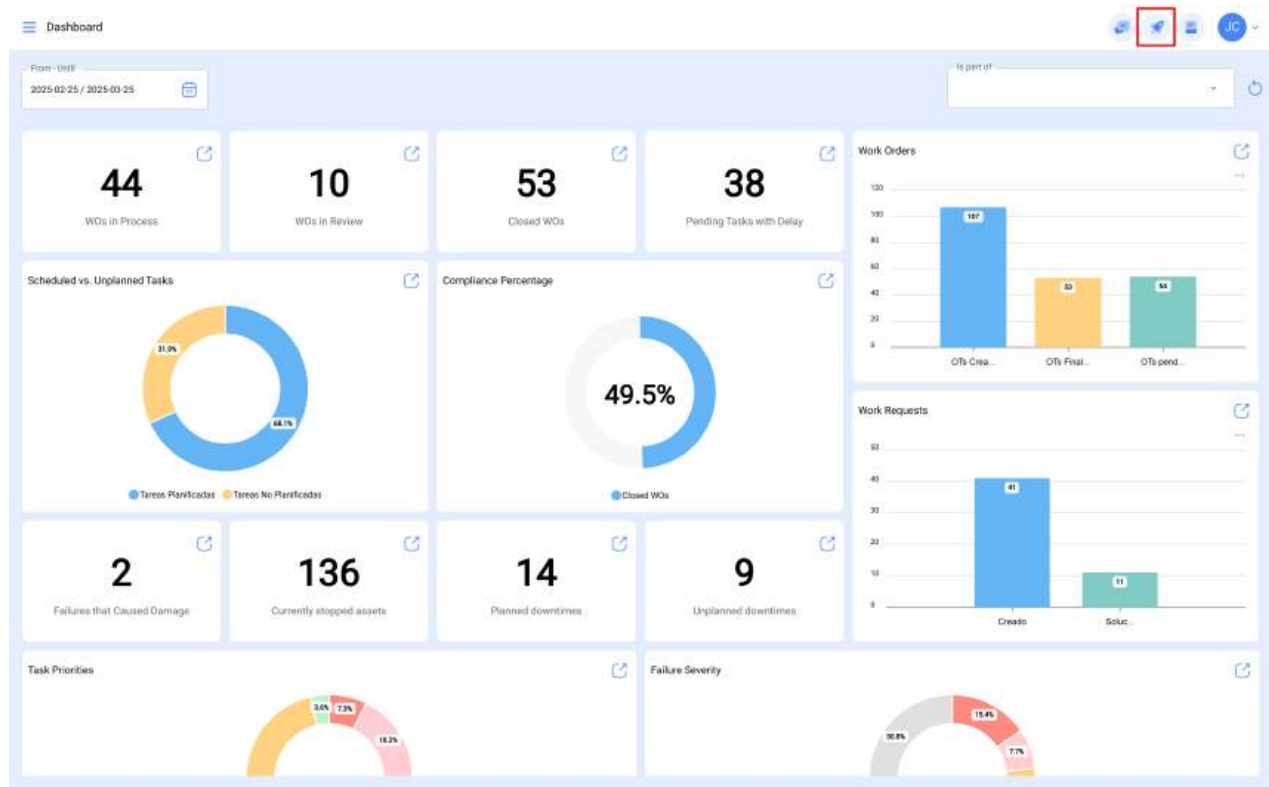 Dashboard
JC
From - Until
2025-02-25 / 2025-03-25
Is part of
44
WOs in Process
10
WOs in Review
53
Closed WOs
38
Pending Tasks with Delay
Work Orders
...
120
100
80
60
40
20
0
107
53
54
OTs Crea...
OTs Final...
OTs pend...
Scheduled vs. Unplanned Tasks
31.9%
68.1%
Tareas Planificadas
Tareas No Planificadas
Compliance Percentage
49.5%
Closed WOs
Work Requests
...
50
40
30
20
10
0
41
11
Creado
Soluc...
2
Failures that Caused Damage
136
Currently stopped assets
14
Planned downtimes
9
Unplanned downtimes
Task Priorities
3.6%
7.3%
18.2%
Failure Severity
30.8%
15.4%
7.7%